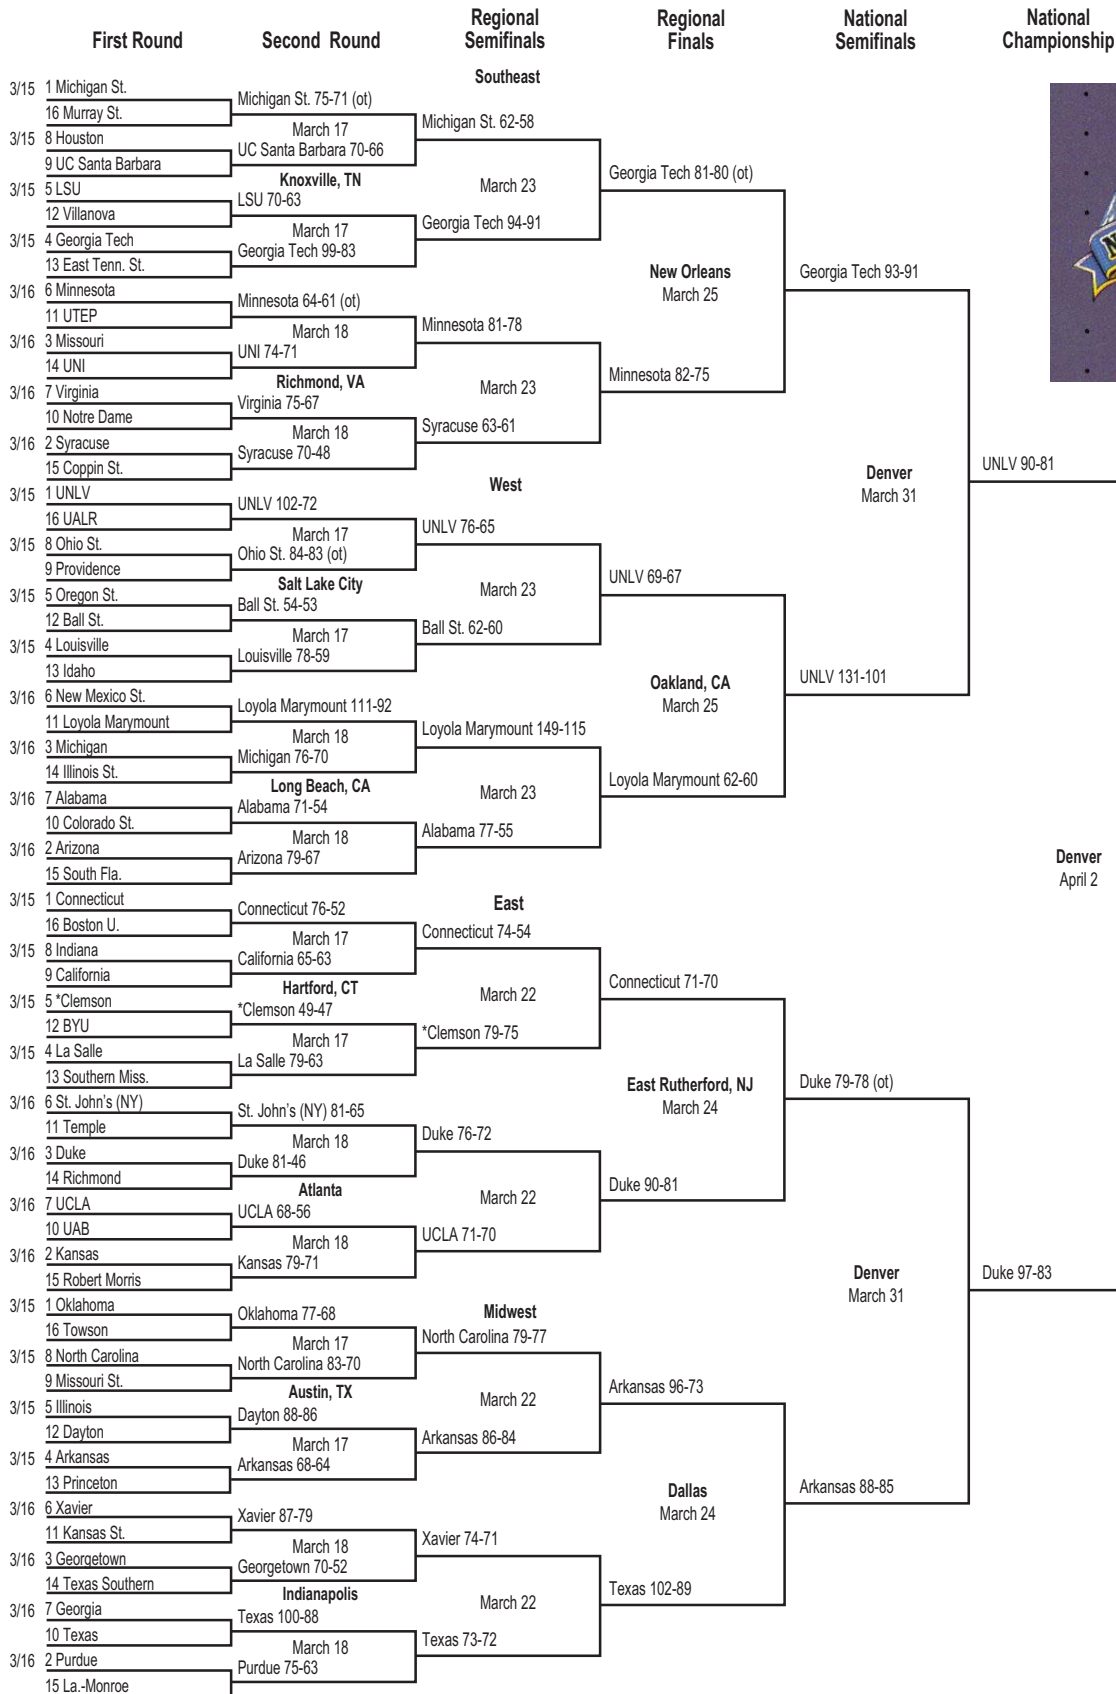 First Round
Second Round
Regional
Semifinals
Regional
Finals
National
Semifinals
National
Championship
Southeast
3/15 1 Michigan St.
16 Murray St.
3/15 8 Houston
9 UC Santa Barbara
3/15 5 LSU
12 Villanova
3/15 4 Georgia Tech
13 East Tenn. St.
3/16 6 Minnesota
11 UTEP
3/16 3 Missouri
14 UNI
3/16 7 Virginia
10 Notre Dame
3/16 2 Syracuse
15 Coppin St.
Michigan St. 75-71 (ot)
March 17
UC Santa Barbara 70-66
Knoxville, TN
LSU 70-63
March 17
Georgia Tech 99-83
Minnesota 64-61 (ot)
March 18
UNI 74-71
Richmond, VA
Virginia 75-67
March 18
Syracuse 70-48
Michigan St. 62-58
March 23
Georgia Tech 94-91
Minnesota 81-78
March 23
Syracuse 63-61
Georgia Tech 81-80 (ot)
New Orleans
March 25
Minnesota 82-75
Georgia Tech 93-91
West
3/15 1 UNLV
16 UALR
3/15 8 Ohio St.
9 Providence
3/15 5 Oregon St.
12 Ball St.
3/15 4 Louisville
13 Idaho
3/16 6 New Mexico St.
11 Loyola Marymount
3/16 3 Michigan
14 Illinois St.
3/16 7 Alabama
10 Colorado St.
3/16 2 Arizona
15 South Fla.
UNLV 102-72
March 17
Ohio St. 84-83 (ot)
Salt Lake City
Ball St. 54-53
March 17
Louisville 78-59
Loyola Marymount 111-92
March 18
Michigan 76-70
Long Beach, CA
Alabama 71-54
March 18
Arizona 79-67
UNLV 76-65
March 23
Ball St. 62-60
Loyola Marymount 149-115
March 23
Alabama 77-55
UNLV 69-67
Oakland, CA
March 25
Loyola Marymount 62-60
UNLV 131-101
Denver
March 31
UNLV 90-81
East
3/15 1 Connecticut
16 Boston U.
3/15 8 Indiana
9 California
3/15 5 *Clemson
12 BYU
3/15 4 La Salle
13 Southern Miss.
3/16 6 St. John's (NY)
11 Temple
3/16 3 Duke
14 Richmond
3/16 7 UCLA
10 UAB
3/16 2 Kansas
15 Robert Morris
Connecticut 76-52
March 17
California 65-63
Hartford, CT
*Clemson 49-47
March 17
La Salle 79-63
St. John's (NY) 81-65
March 18
Duke 81-46
Atlanta
UCLA 68-56
March 18
Kansas 79-71
Connecticut 74-54
March 22
*Clemson 79-75
Duke 76-72
March 22
UCLA 71-70
Connecticut 71-70
East Rutherford, NJ
March 24
Duke 90-81
Duke 79-78 (ot)
Midwest
3/15 1 Oklahoma
16 Towson
3/15 8 North Carolina
9 Missouri St.
3/15 5 Illinois
12 Dayton
3/15 4 Arkansas
13 Princeton
3/16 6 Xavier
11 Kansas St.
3/16 3 Georgetown
14 Texas Southern
3/16 7 Georgia
10 Texas
3/16 2 Purdue
15 La.-Monroe
Oklahoma 77-68
March 17
North Carolina 83-70
Austin, TX
Dayton 88-86
March 17
Arkansas 68-64
Xavier 87-79
March 18
Georgetown 70-52
Indianapolis
Texas 100-88
March 18
Purdue 75-63
North Carolina 79-77
March 22
Arkansas 86-84
Xavier 74-71
March 22
Texas 73-72
Arkansas 96-73
Dallas
March 24
Texas 102-89
Arkansas 88-85
Denver
March 31
Duke 97-83
Denver
April 2